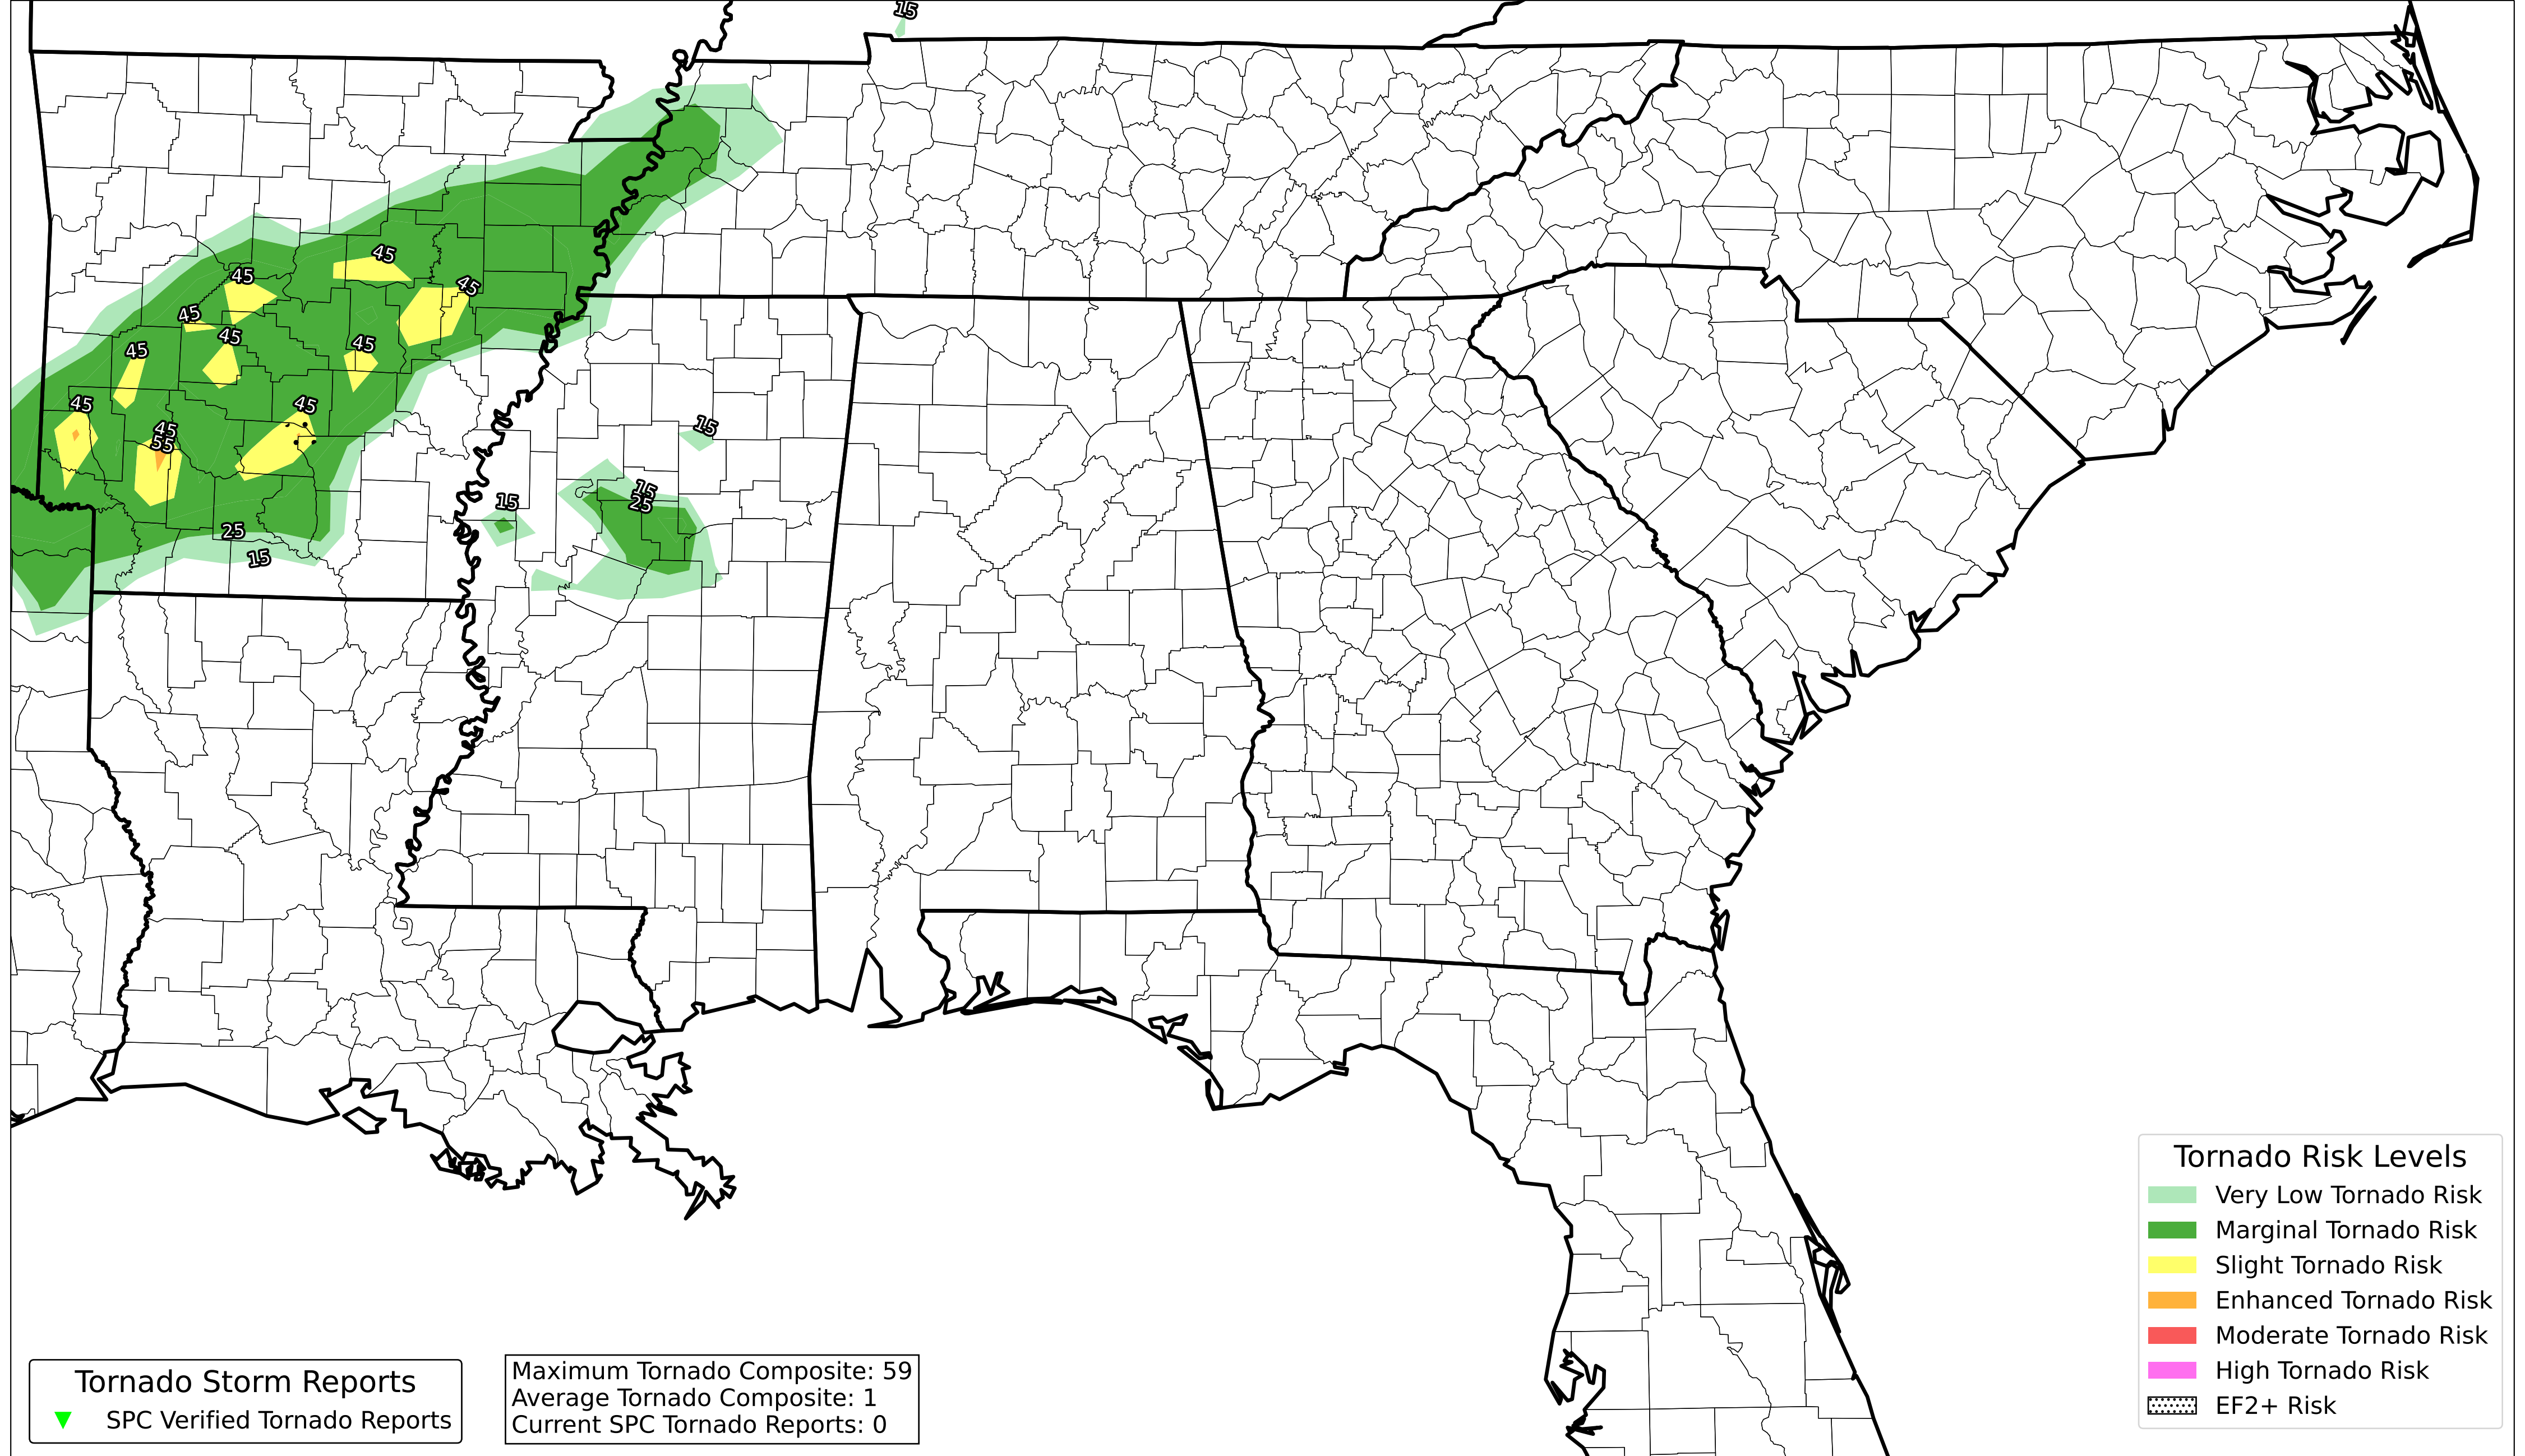 15
45
45
45
45
45
45
45
45
45
45
55
15
15
15
25
25
15
Tornado Risk Levels
Very Low Tornado Risk
Marginal Tornado Risk
Slight Tornado Risk
Enhanced Tornado Risk
Moderate Tornado Risk
High Tornado Risk
EF2+ Risk
Tornado Storm Reports
SPC Verified Tornado Reports
Maximum Tornado Composite: 59
Average Tornado Composite: 1
Current SPC Tornado Reports: 0